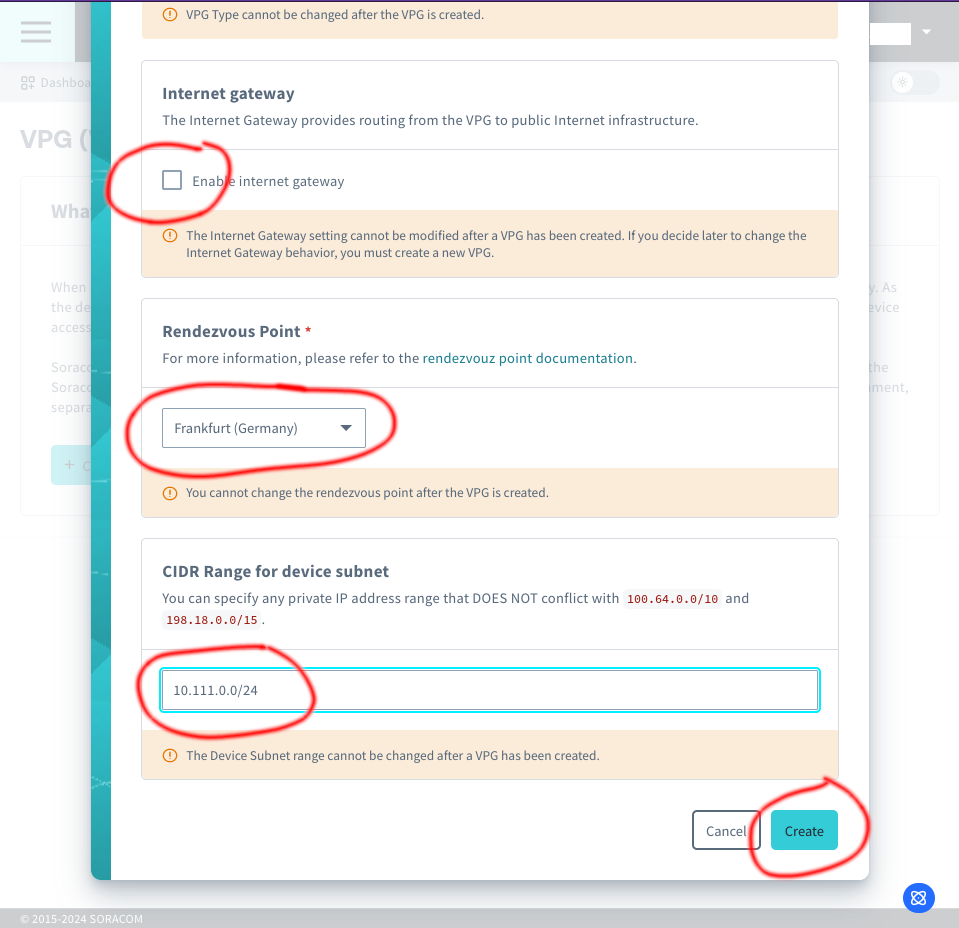 VPG Type cannot be changed after the VPG is created.
Dashboa
VPG (
Internet gateway
The Internet Gateway provides routing from the VPG to public Internet infrastructure.
Enable internet gateway
Wha
The Internet Gateway setting cannot be modified after a VPG has been created. If you decide later to change the
Internet Gateway behavior, you must create a new VPG.
When
y. As
the de
evice
access
Rendezvous Point *
For more information, please refer to the rendezvouz point documentation.
Soraco
the
Soraco
ment,
separa
Frankfurt (Germany)
+ C
You cannot change the rendezvous point after the VPG is created.
CIDR Range for device subnet
You can specify any private IP address range that DOES NOT conflict with 100.64.0.0/10 and
198.18.0.0/15 .
10.111.0.0/24
The Device Subnet range cannot be changed after a VPG has been created.
Cancel
Create
© 2015-2024 SORACOM